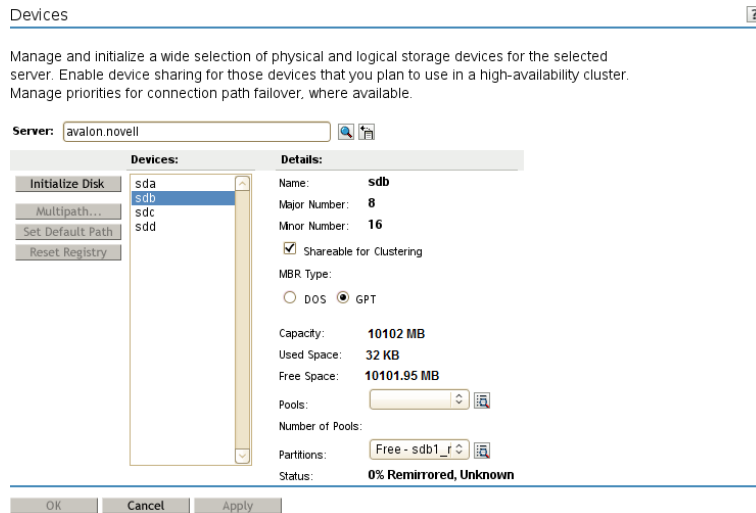 Devices
?
Manage and initialize a wide selection of physical and logical storage devices for the selected
server. Enable device sharing for those devices that you plan to use in a high-availability cluster.
Manage priorities for connection path failover, where available.
Server: avalon.novell
Devices: Details:
Initialize Disk
Multipath...
Set Default Path
Reset Registry
sda
sdb
sdc
sdd
Name: sdb
Major Number: 8
Minor Number: 16
Shareable for Clustering
MBR Type:
DOS GPT
Capacity: 10102 MB
Used Space: 32 KB
Free Space: 10101.95 MB
Pools:
Number of Pools:
Partitions: Free - sdb1_
Status: 0% Remirrored, Unknown
OK Cancel Apply